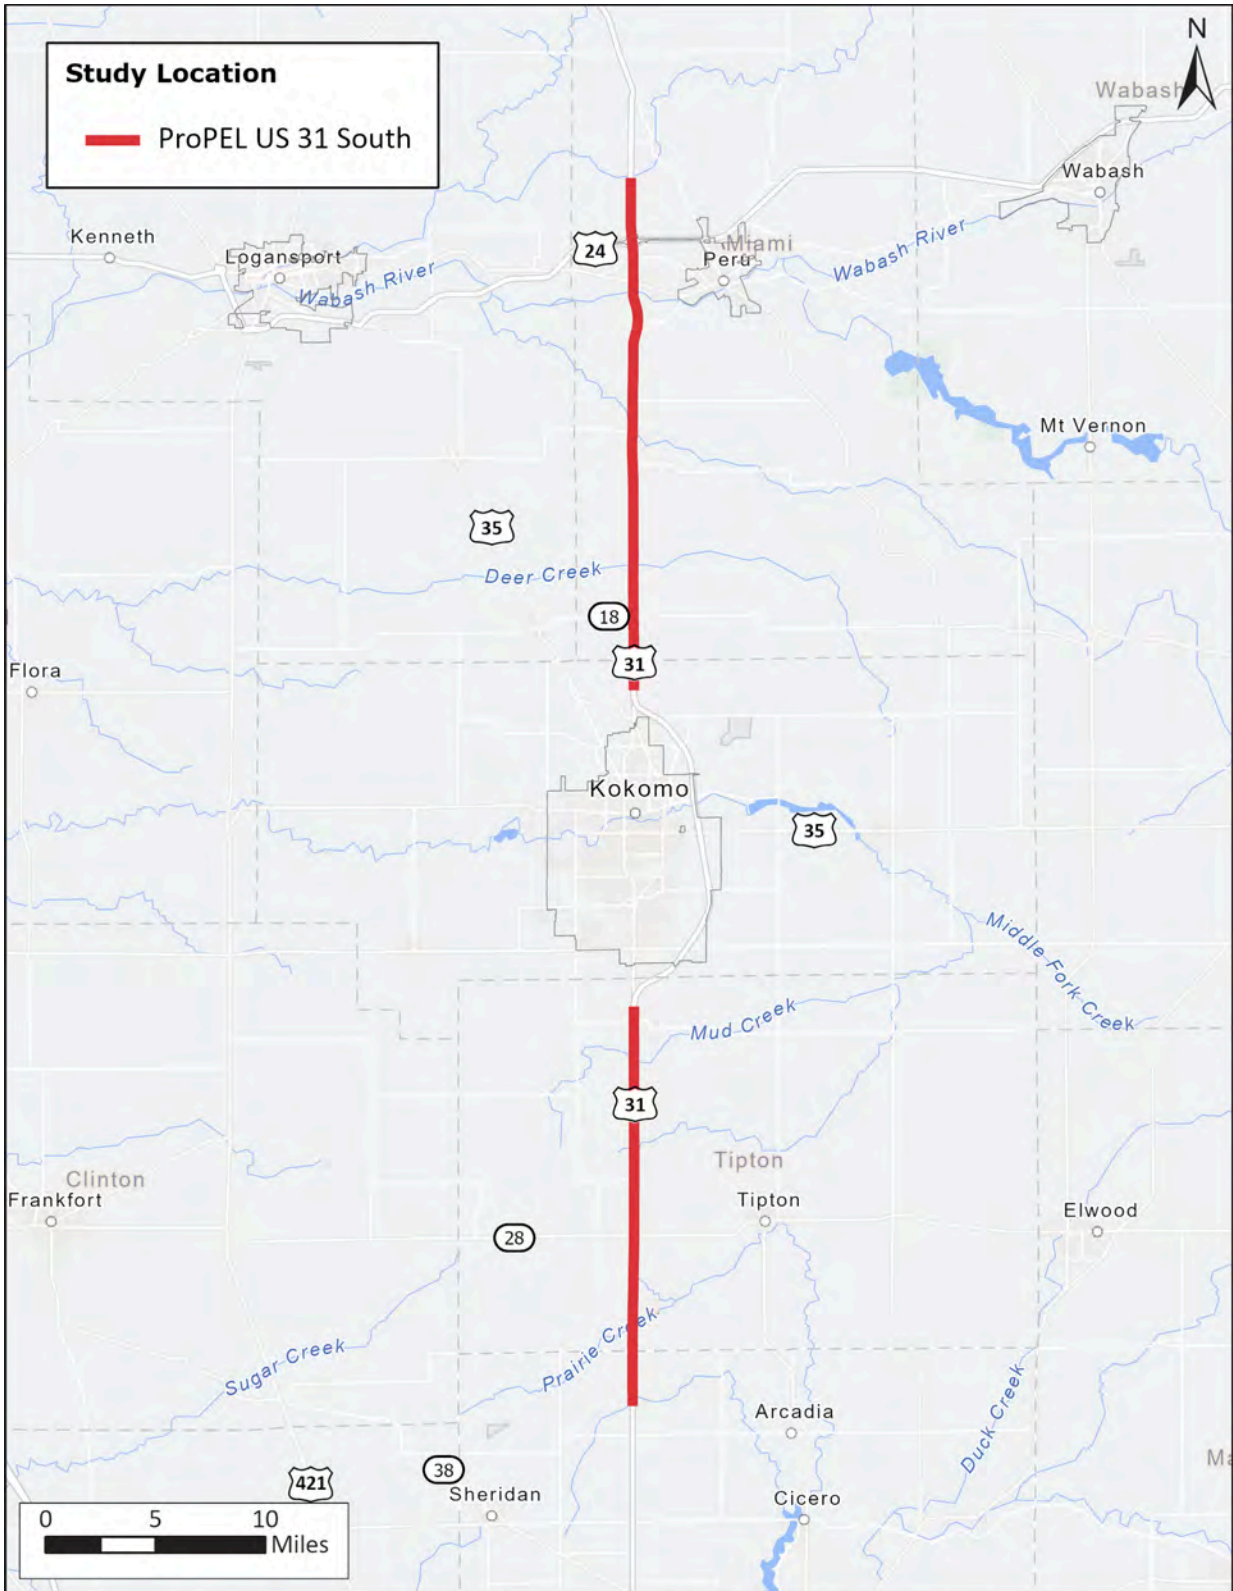 Study Location
ProPEL US 31 South
N
Wabash
Wabash
Kenneth
Logansport
Wabash River
24
Miami
Peru
Wabash River
Mt Vernon
35
Deer Creek
18
31
Flora
Kokomo
35
Middle Fork Creek
Mud Creek
31
Clinton
Frankfort
Tipton
Tipton
Elwood
28
Sugar Creek
Prairie Creek
Duck Creek
Arcadia
Ma
38
421
Sheridan
Cicero
0 5 10
Miles